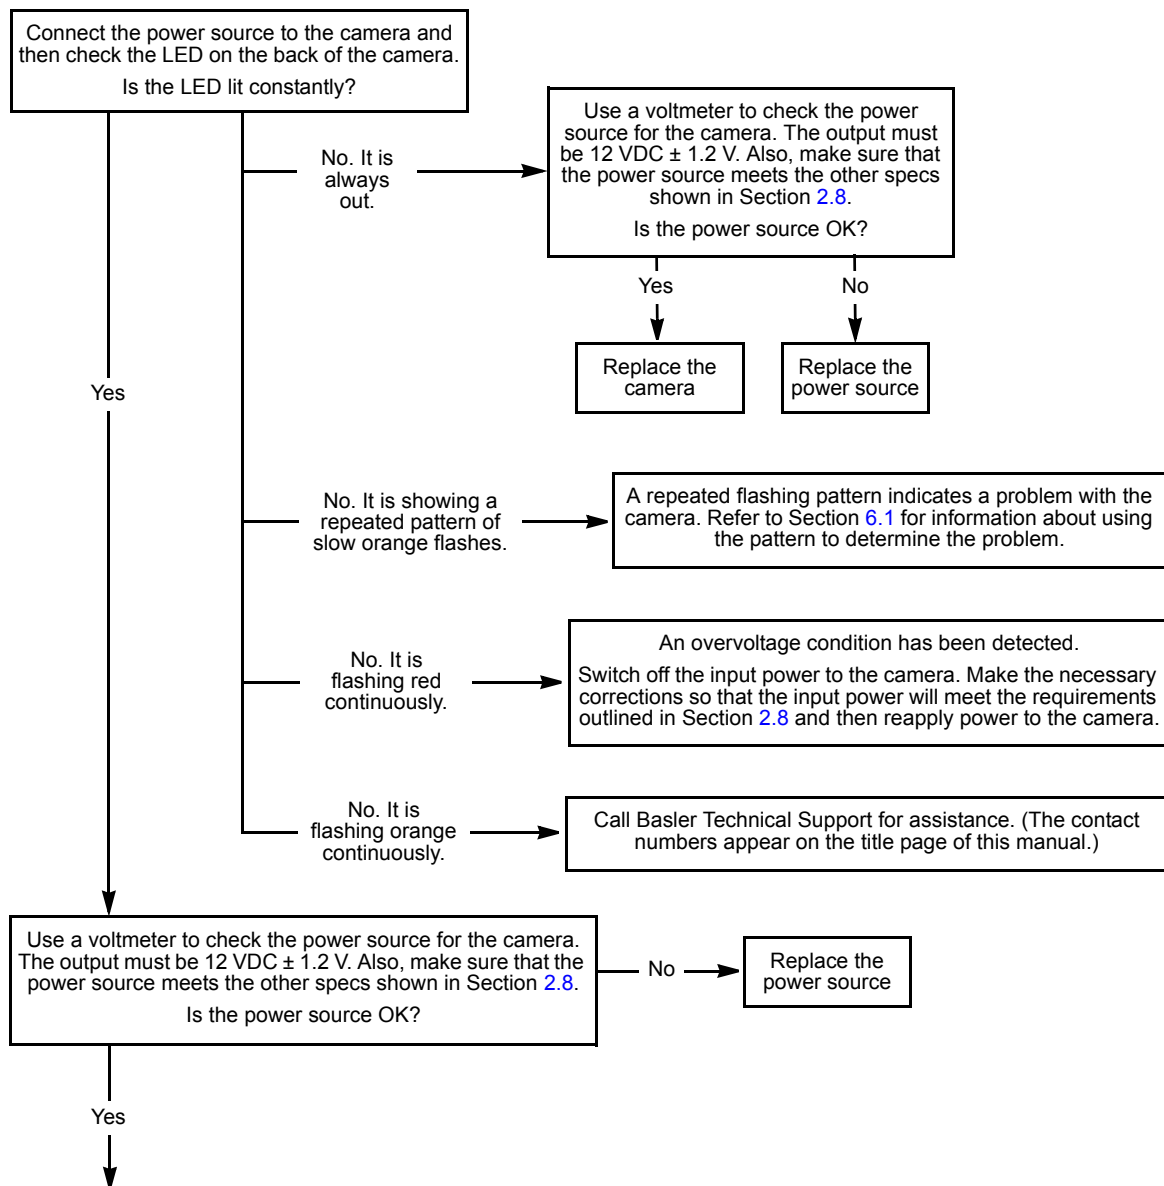 Connect the power source to the camera and
then check the LED on the back of the camera.
Is the LED lit constantly?
No. It is
always
out.
Use a voltmeter to check the power
source for the camera. The output must
be 12 VDC ± 1.2 V. Also, make sure that
the power source meets the other specs
shown in Section 2.8.
Is the power source OK?
Yes
No
Replace the
camera
Replace the
power source
Yes
No. It is showing a
repeated pattern of
slow orange flashes.
A repeated flashing pattern indicates a problem with the
camera. Refer to Section 6.1 for information about using
the pattern to determine the problem.
No. It is
flashing red
continuously.
An overvoltage condition has been detected.
Switch off the input power to the camera. Make the necessary
corrections so that the input power will meet the requirements
outlined in Section 2.8 and then reapply power to the camera.
No. It is
flashing orange
continuously.
Call Basler Technical Support for assistance. (The contact
numbers appear on the title page of this manual.)
Use a voltmeter to check the power source for the camera.
The output must be 12 VDC ± 1.2 V. Also, make sure that the
power source meets the other specs shown in Section 2.8.
Is the power source OK?
No
Replace the
power source
Yes